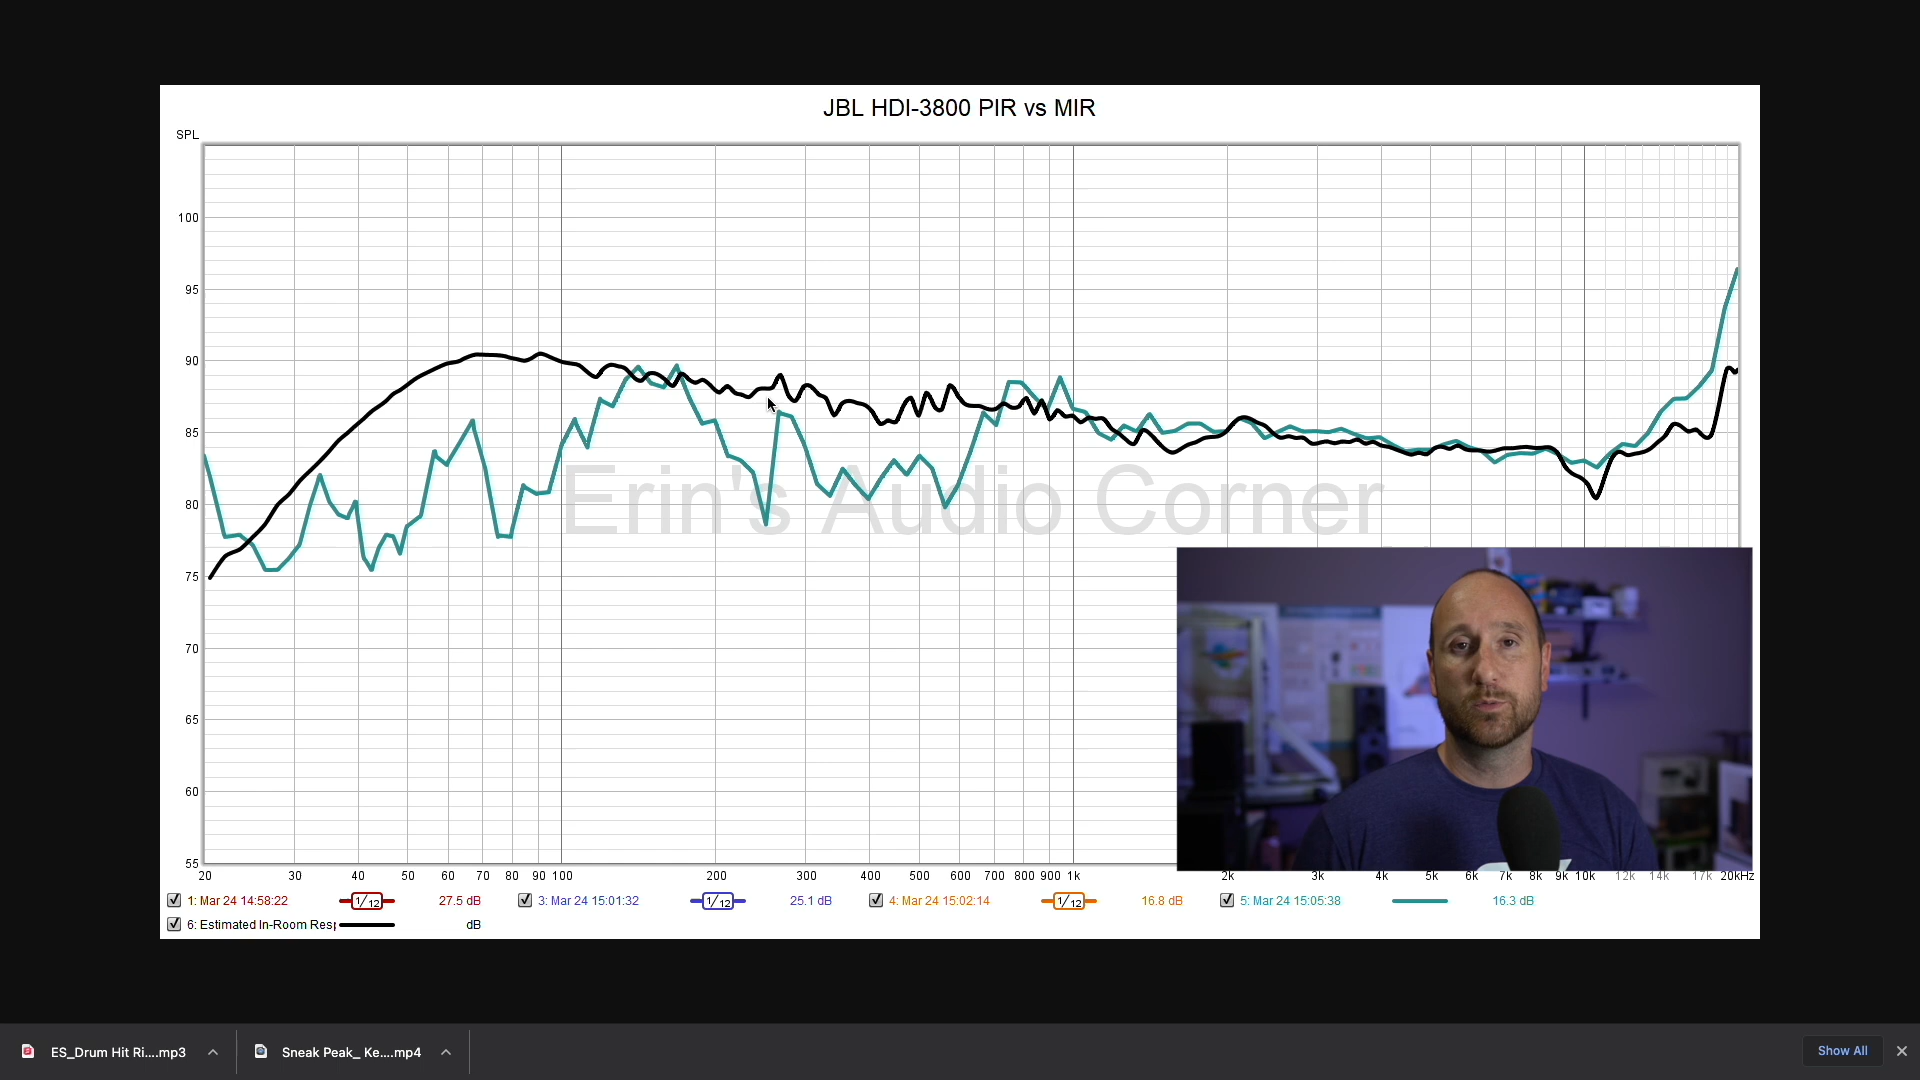 JBL HDI-3800 PIR vs MIR
SPL
100
95
90
85
80
75
70
65
60
55
Erin's Audio Corner
20 30 40 50 60 70 80 90 100 200 300 400 500 600 700 800 900 1k 2k 3k 4k 5k 6k 7k 8k 9k 10k 12k 14k 17k 20kHz
1: Mar 24 14:58:22 1/12 27.5 dB 3: Mar 24 15:01:32 1/12 25.1 dB 4: Mar 24 15:02:14 1/12 16.8 dB 5: Mar 24 15:05:38 16.3 dB
6: Estimated In-Room Resp dB
ES_Drum Hit Ri....mp3 Sneak Peak_ Ke....mp4 Show All